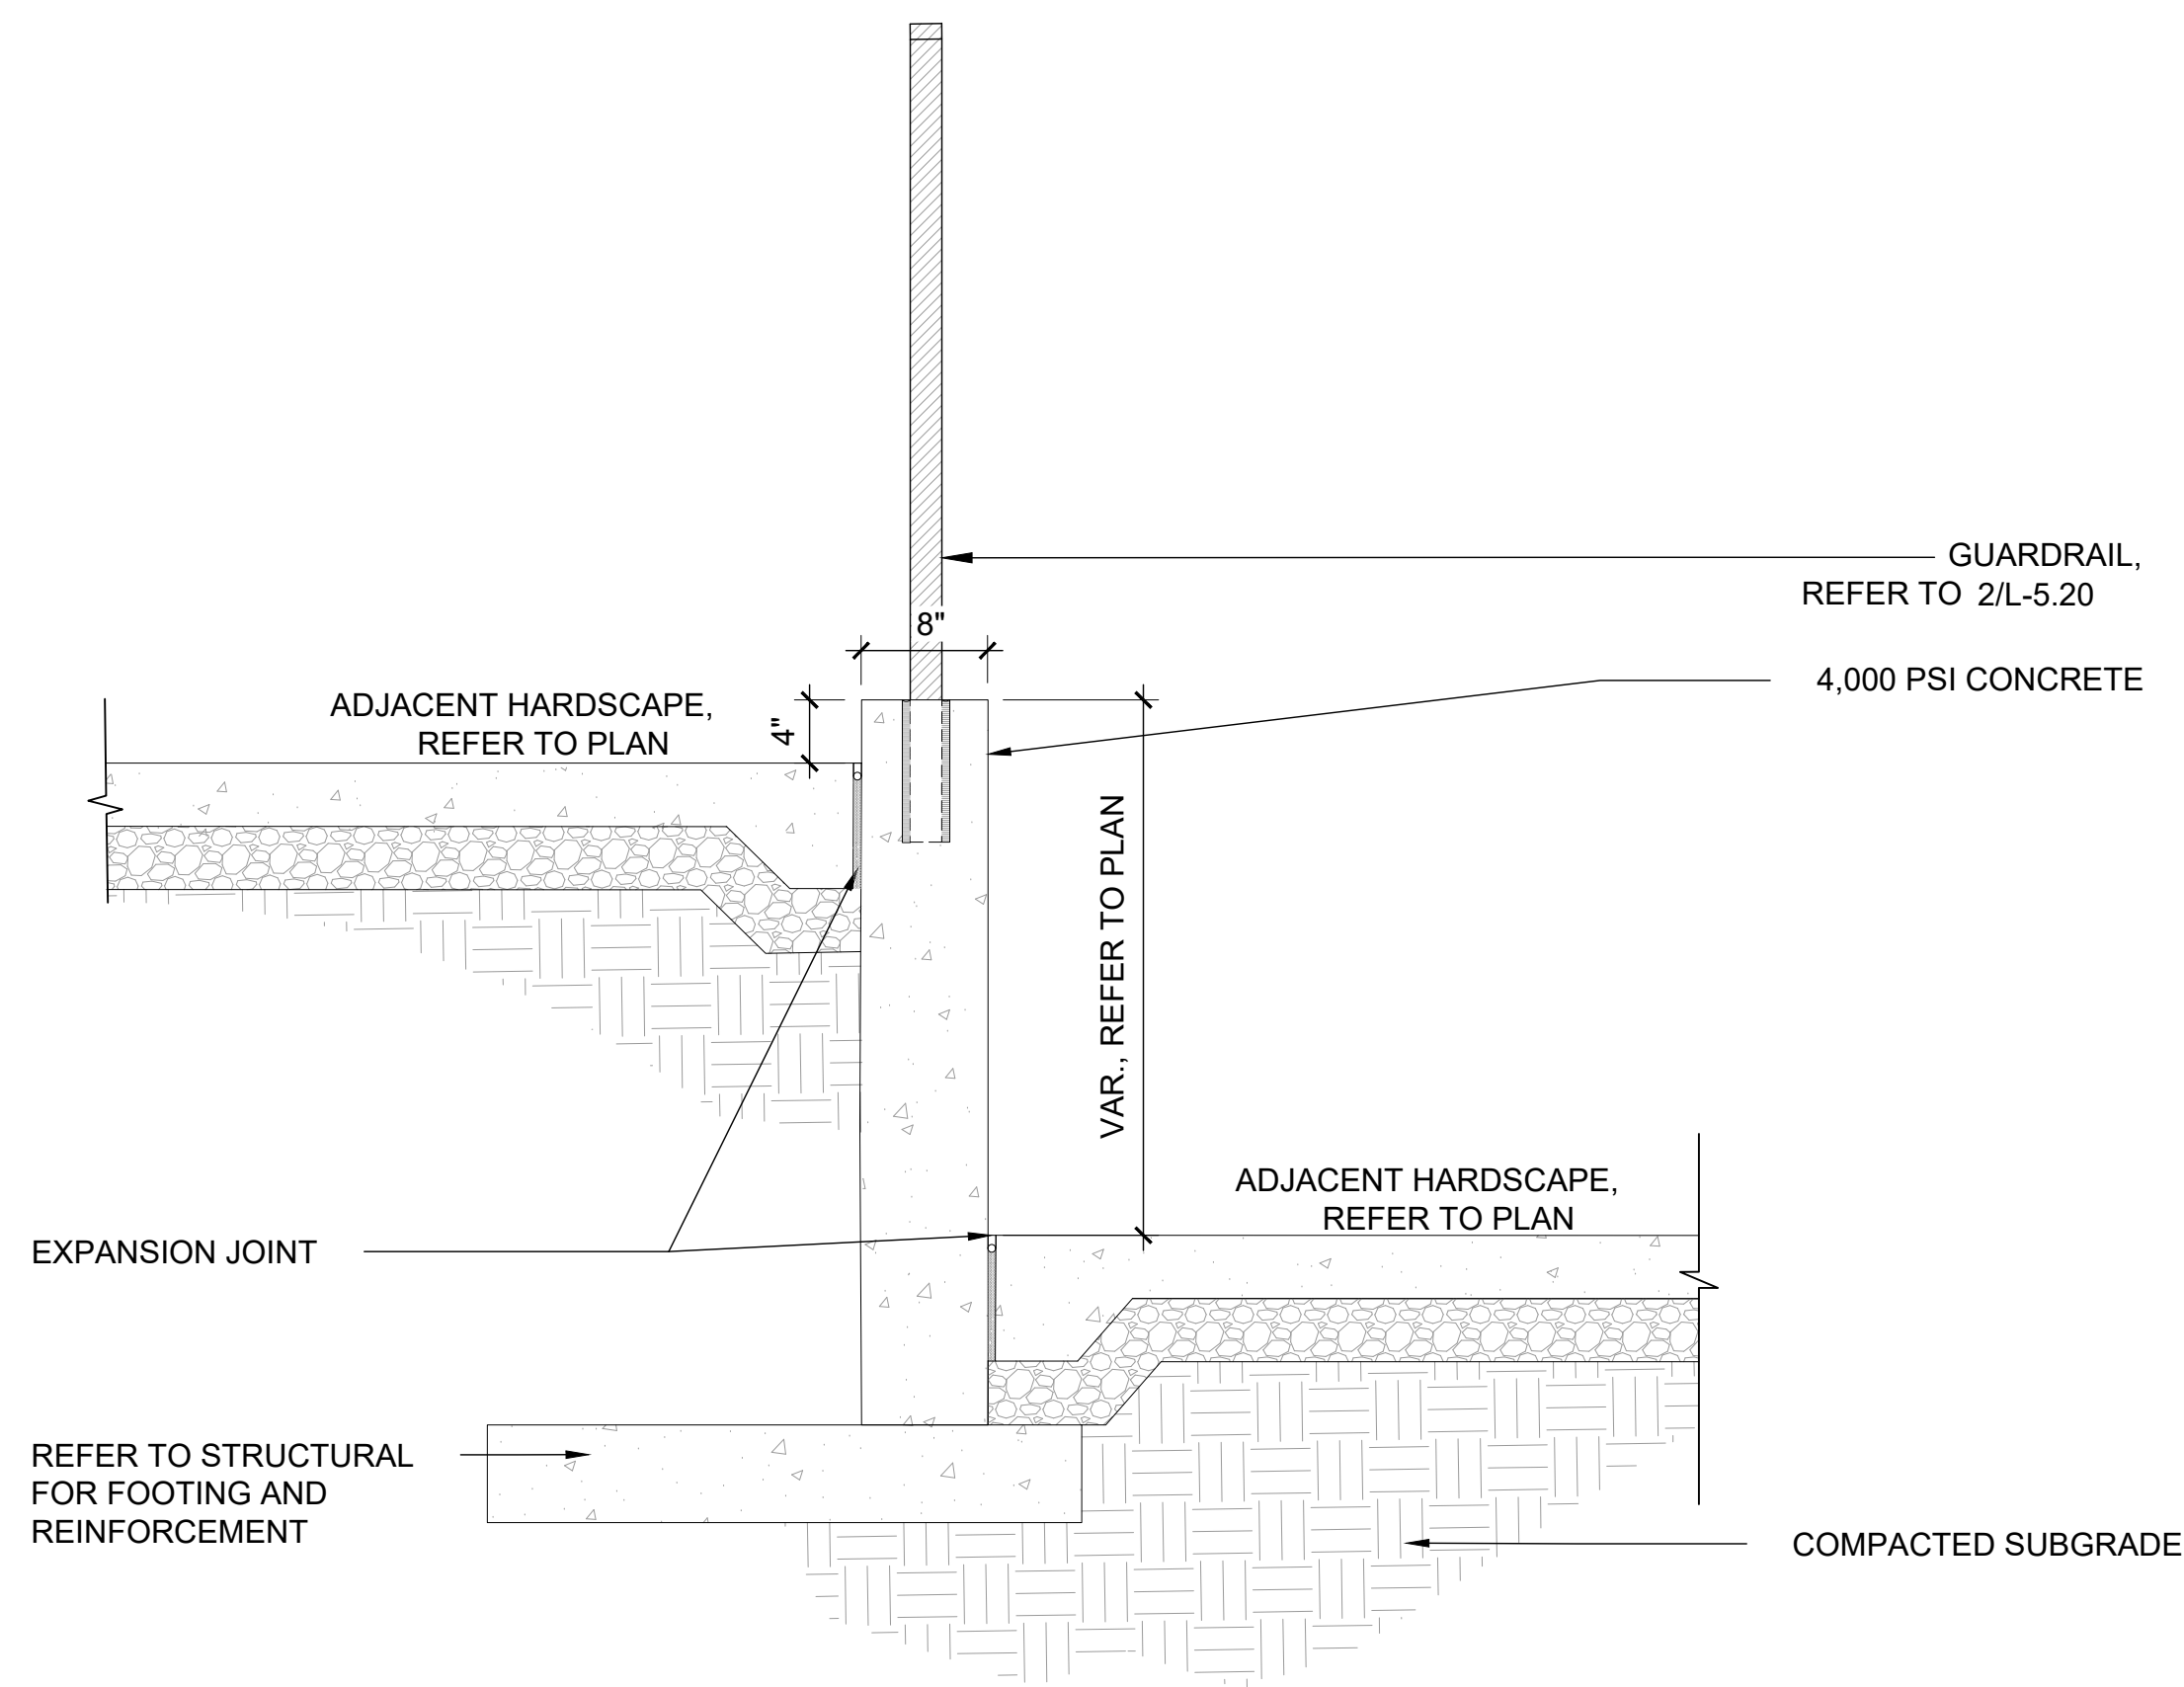 GUARDRAIL,
REFER TO 2/L-5.20
8"
4,000 PSI CONCRETE
ADJACENT HARDSCAPE,
REFER TO PLAN
4"
VAR., REFER TO PLAN
ADJACENT HARDSCAPE,
REFER TO PLAN
EXPANSION JOINT
REFER TO STRUCTURAL
FOR FOOTING AND
REINFORCEMENT
COMPACTED SUBGRADE